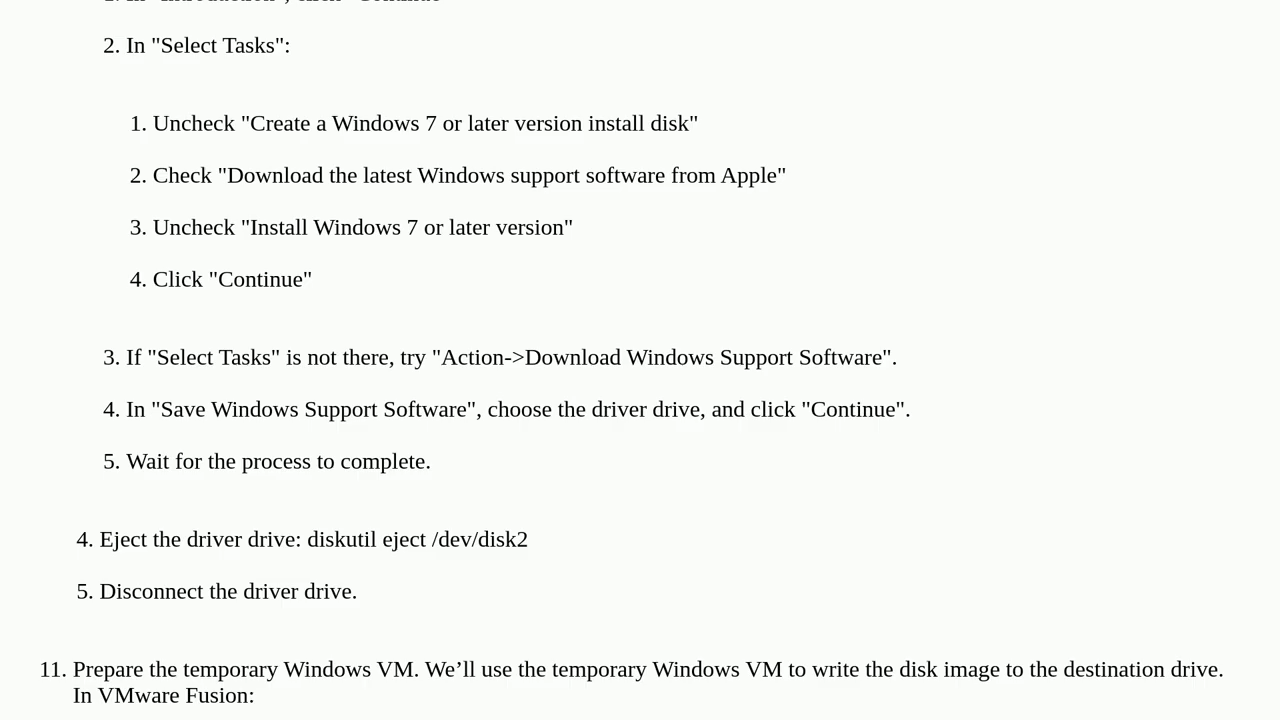 2. In "Select Tasks":
1. Uncheck "Create a Windows 7 or later version install disk"
2. Check "Download the latest Windows support software from Apple"
3. Uncheck "Install Windows 7 or later version"
4. Click "Continue"
3. If "Select Tasks" is not there, try "Action->Download Windows Support Software".
4. In "Save Windows Support Software", choose the driver drive, and click "Continue".
5. Wait for the process to complete.
4. Eject the driver drive: diskutil eject /dev/disk2
5. Disconnect the driver drive.
11. Prepare the temporary Windows VM. We’ll use the temporary Windows VM to write the disk image to the destination drive.
In VMware Fusion: